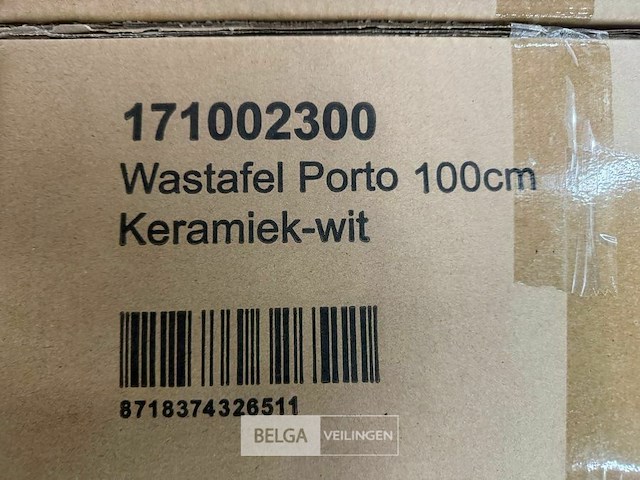 171002300
Wastafel Porto 100cm
Keramiek-wit
8718374326511
BELGA VEILINGEN